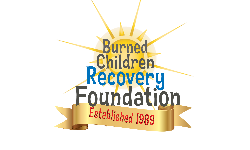 Burned
Children
Recovery
Foundation
Established 1989